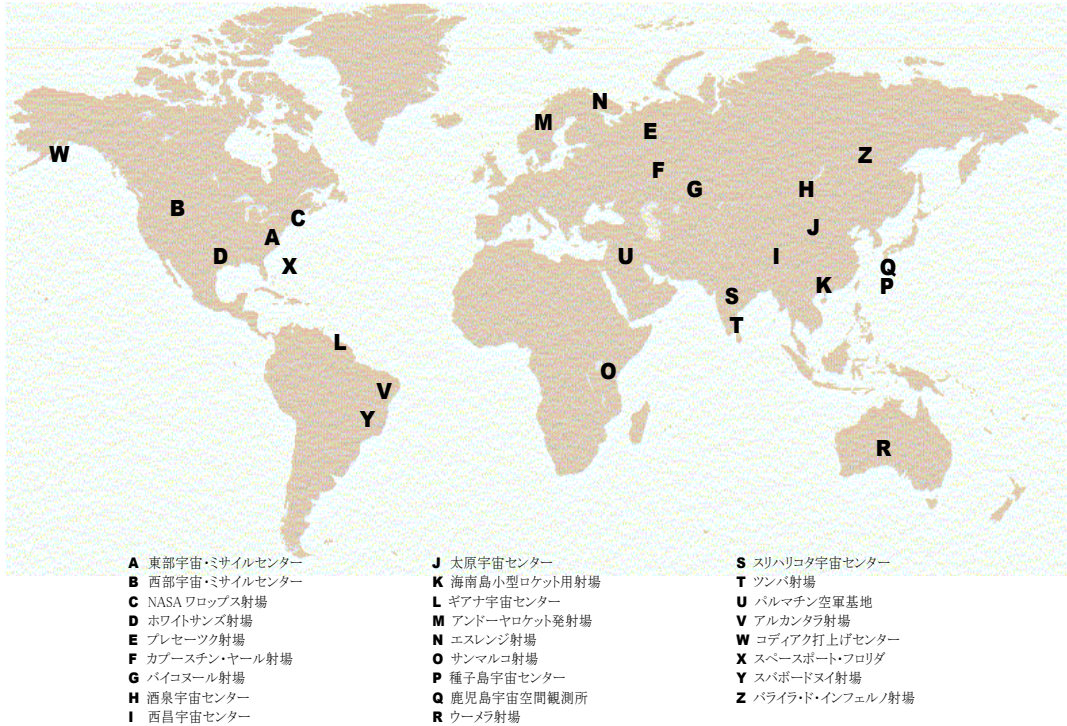 W
B
C
A
D
X
L
V
Y
N
M
E
F
G
Z
H
J
I
U
K
S
T
Q
P
O
R
A 東部宇宙・ミサイルセンター
B 西部宇宙・ミサイルセンター
C NASA ワロップス射場
D ホワイトサンズ射場
E プレセーツク射場
F カプースチン・ヤール射場
G バイコヌール射場
H 酒泉宇宙センター
I 西昌宇宙センター
J 太原宇宙センター
K 海南島小型ロケット用射場
L ギアナ宇宙センター
M アンドーヤロケット発射場
N エスレンジ射場
O サンマルコ射場
P 種子島宇宙センター
Q 鹿児島宇宙空間観測所
R ウーメラ射場
S スリハリコタ宇宙センター
T ツンバ射場
U パルマチン空軍基地
V アルカンタラ射場
W コディアク打上げセンター
X スペースポート・フロリダ
Y スバボードヌイ射場
Z バライラ・ド・インフェルノ射場